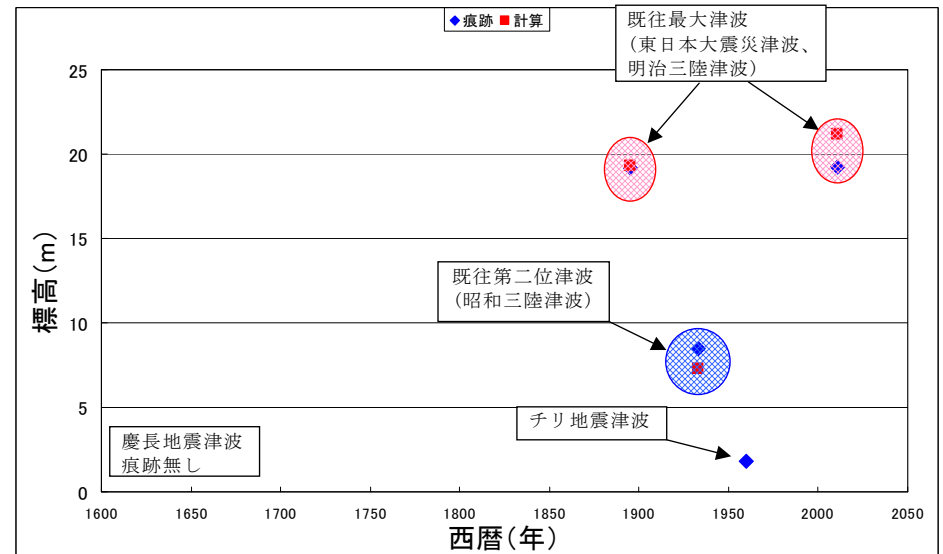 痕跡 計算
既往最大津波
(東日本大震災津波、
明治三陸津波)
25
20
15
10
5
0
標高(m)
既往第二位津波
(昭和三陸津波)
チリ地震津波
慶長地震津波
痕跡無し
1600 1650 1700 1750 1800 1850 1900 1950 2000 2050
西暦(年)